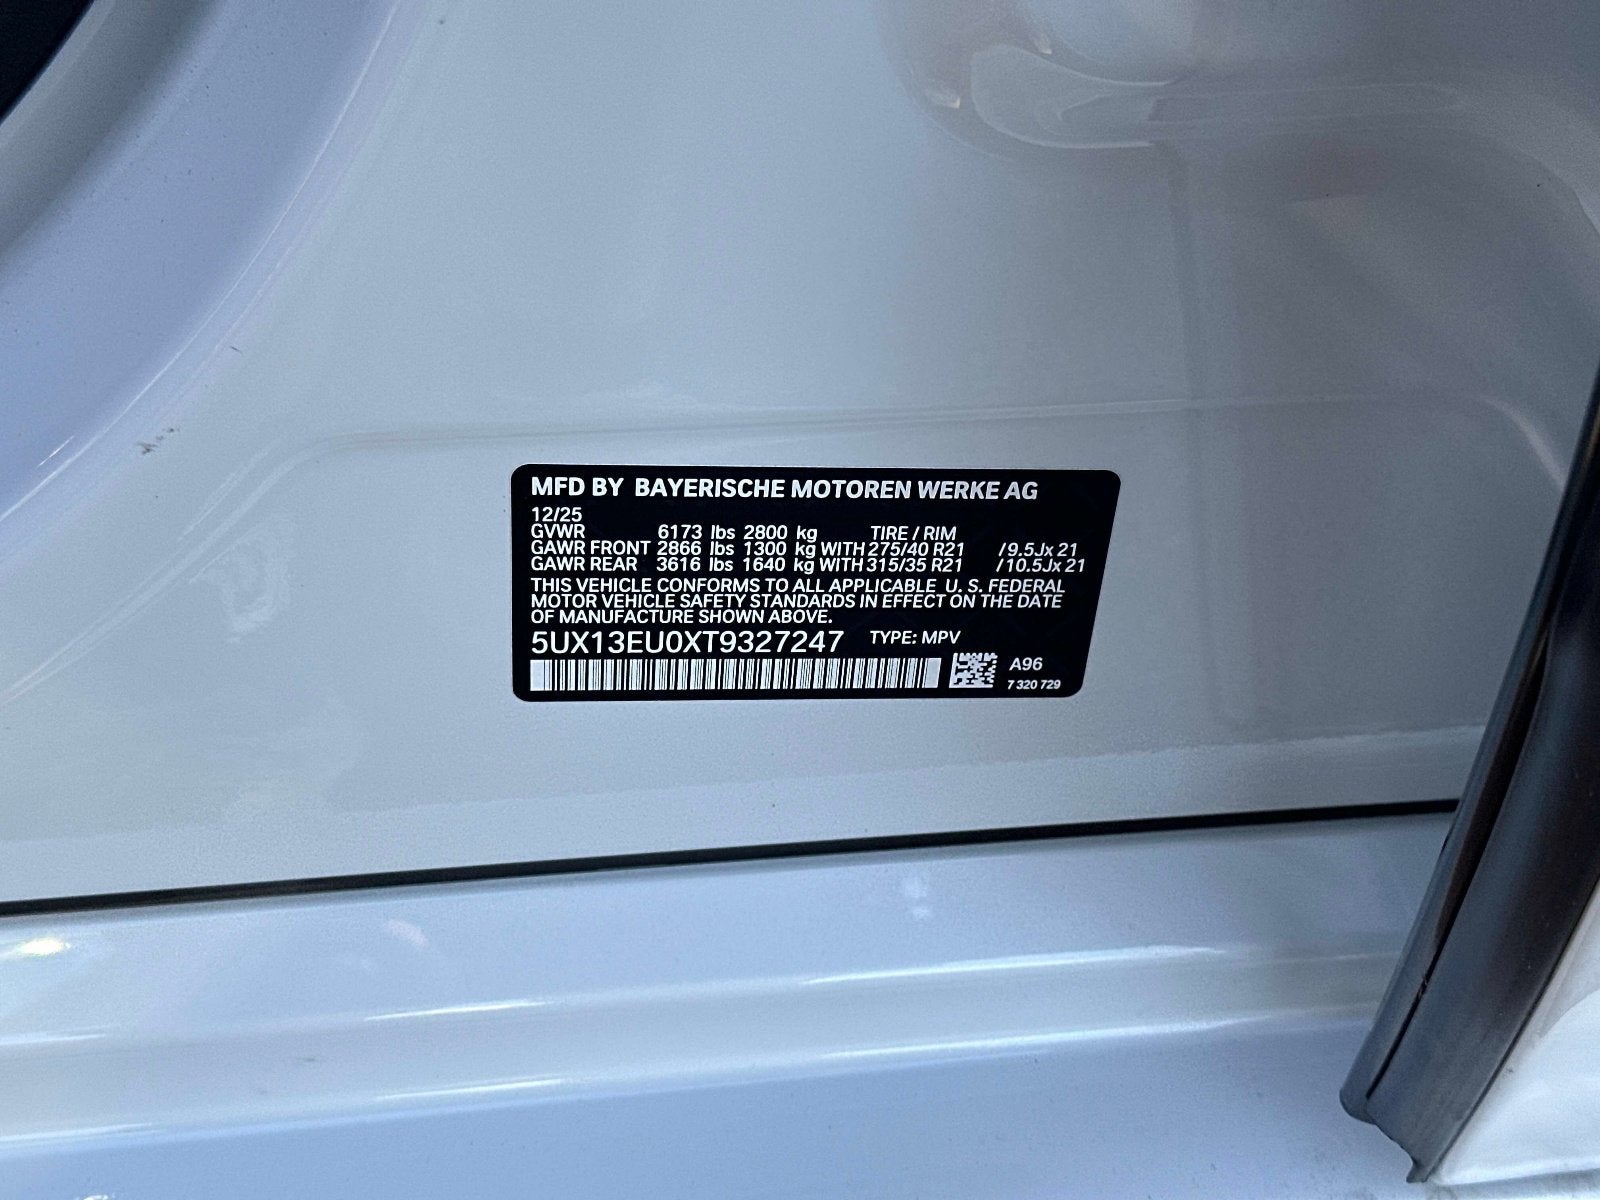 MFD BY BAYERISCHE MOTOREN WERKE AG
12/25
GVWR 6173 lbs 2800 kg TIRE / RIM
GAWR FRONT 2866 lbs 1300 kg WITH 275/40 R21 /9.5Jx 21
GAWR REAR 3616 lbs 1640 kg WITH 315/35 R21 /10.5Jx 21
THIS VEHICLE CONFORMS TO ALL APPLICABLE U. S. FEDERAL
MOTOR VEHICLE SAFETY STANDARDS IN EFFECT ON THE DATE
OF MANUFACTURE SHOWN ABOVE.
5UX13EU0XT9327247 TYPE: MPV
A96
7 320 729